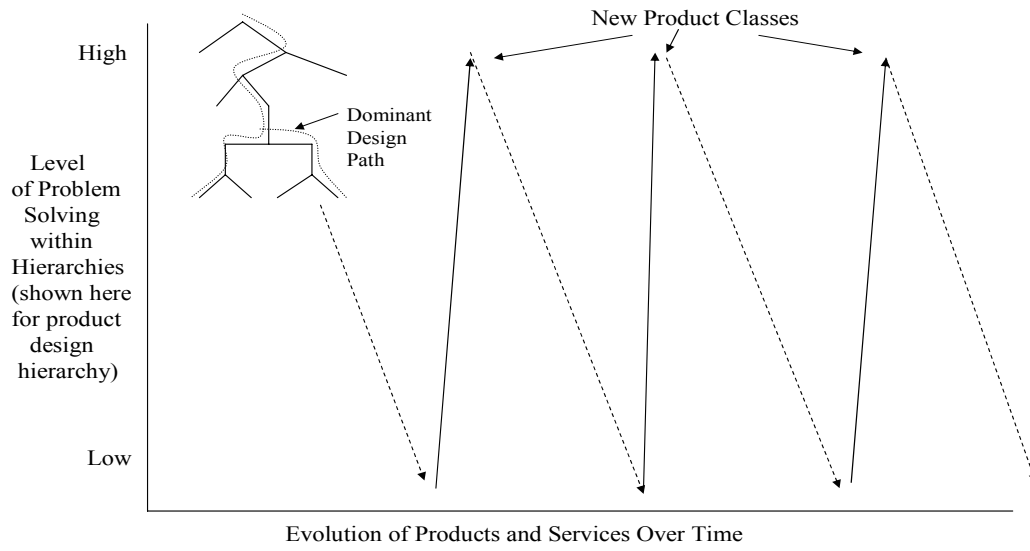 New Product Classes
High
Dominant
Design
Path
Level
of Problem
Solving
within
Hierarchies
(shown here
for product
design
hierarchy)
Low
Evolution of Products and Services Over Time